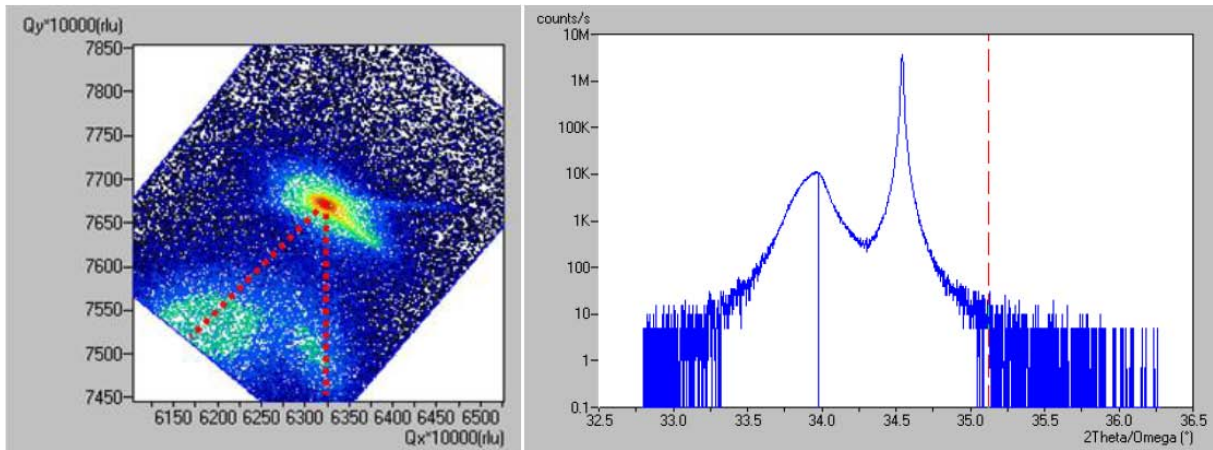 Qy*10000(rlu)
7850
7800
7750
7700
7650
7600
7550
7500
7450
6150 6200 6250 6300 6350 6400 6450 6500
Qx*10000(rlu)
counts/s
10M
1M
100K
10K
1K
100
10
1
0.1
32.5 33.0 33.5 34.0 34.5 35.0 35.5 36.0 36.5
2Theta/Omega (°)